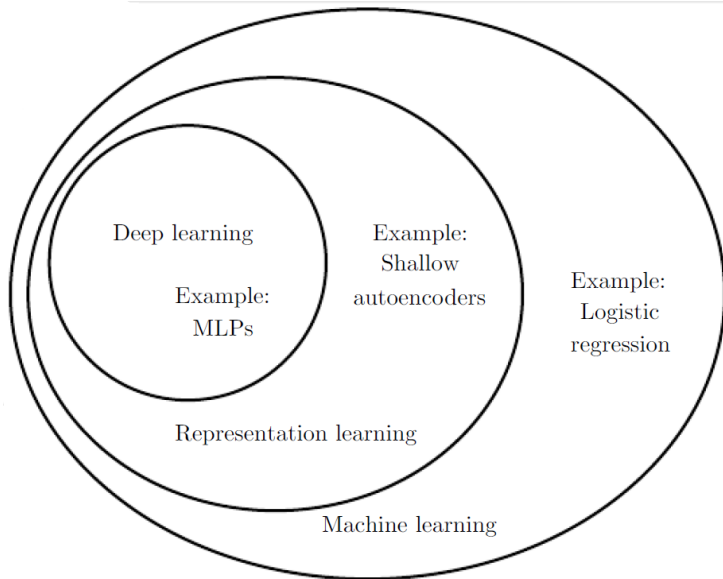 Deep learning
Example:
MLPs
Example:
Shallow
autoencoders
Example:
Logistic
regression
Representation learning
Machine learning